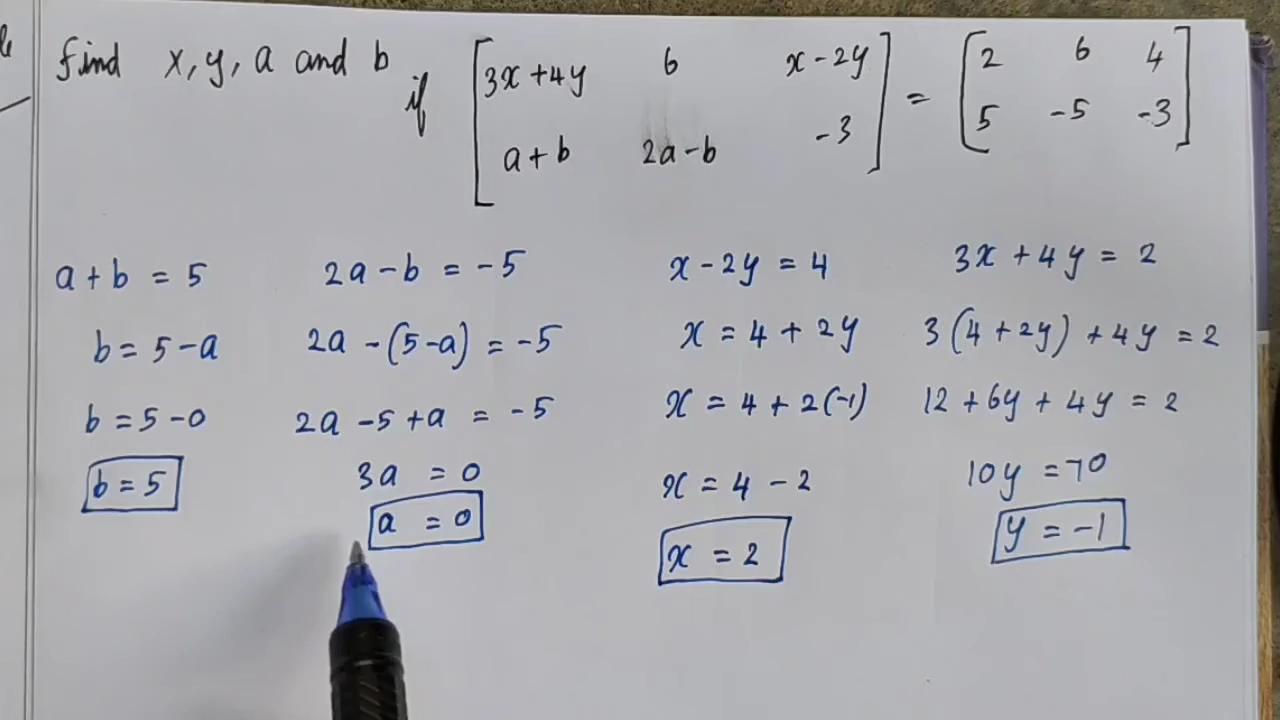 find x, y, a and b if [3x+4y 6 x-2y] = [2 6 4]
[a+b 2a-b -3] [5 -5 -3]
a+b = 5 2a-b = -5 x-2y = 4 3x+4y = 2
b = 5-a 2a-(5-a) = -5 x = 4+2y 3(4+2y)+4y = 2
b = 5-0 2a-5+a = -5 x = 4+2(-1) 12+6y+4y = 2
b = 5 3a = 0 x = 4-2 10y = -10
a = 0 x = 2 y = -1